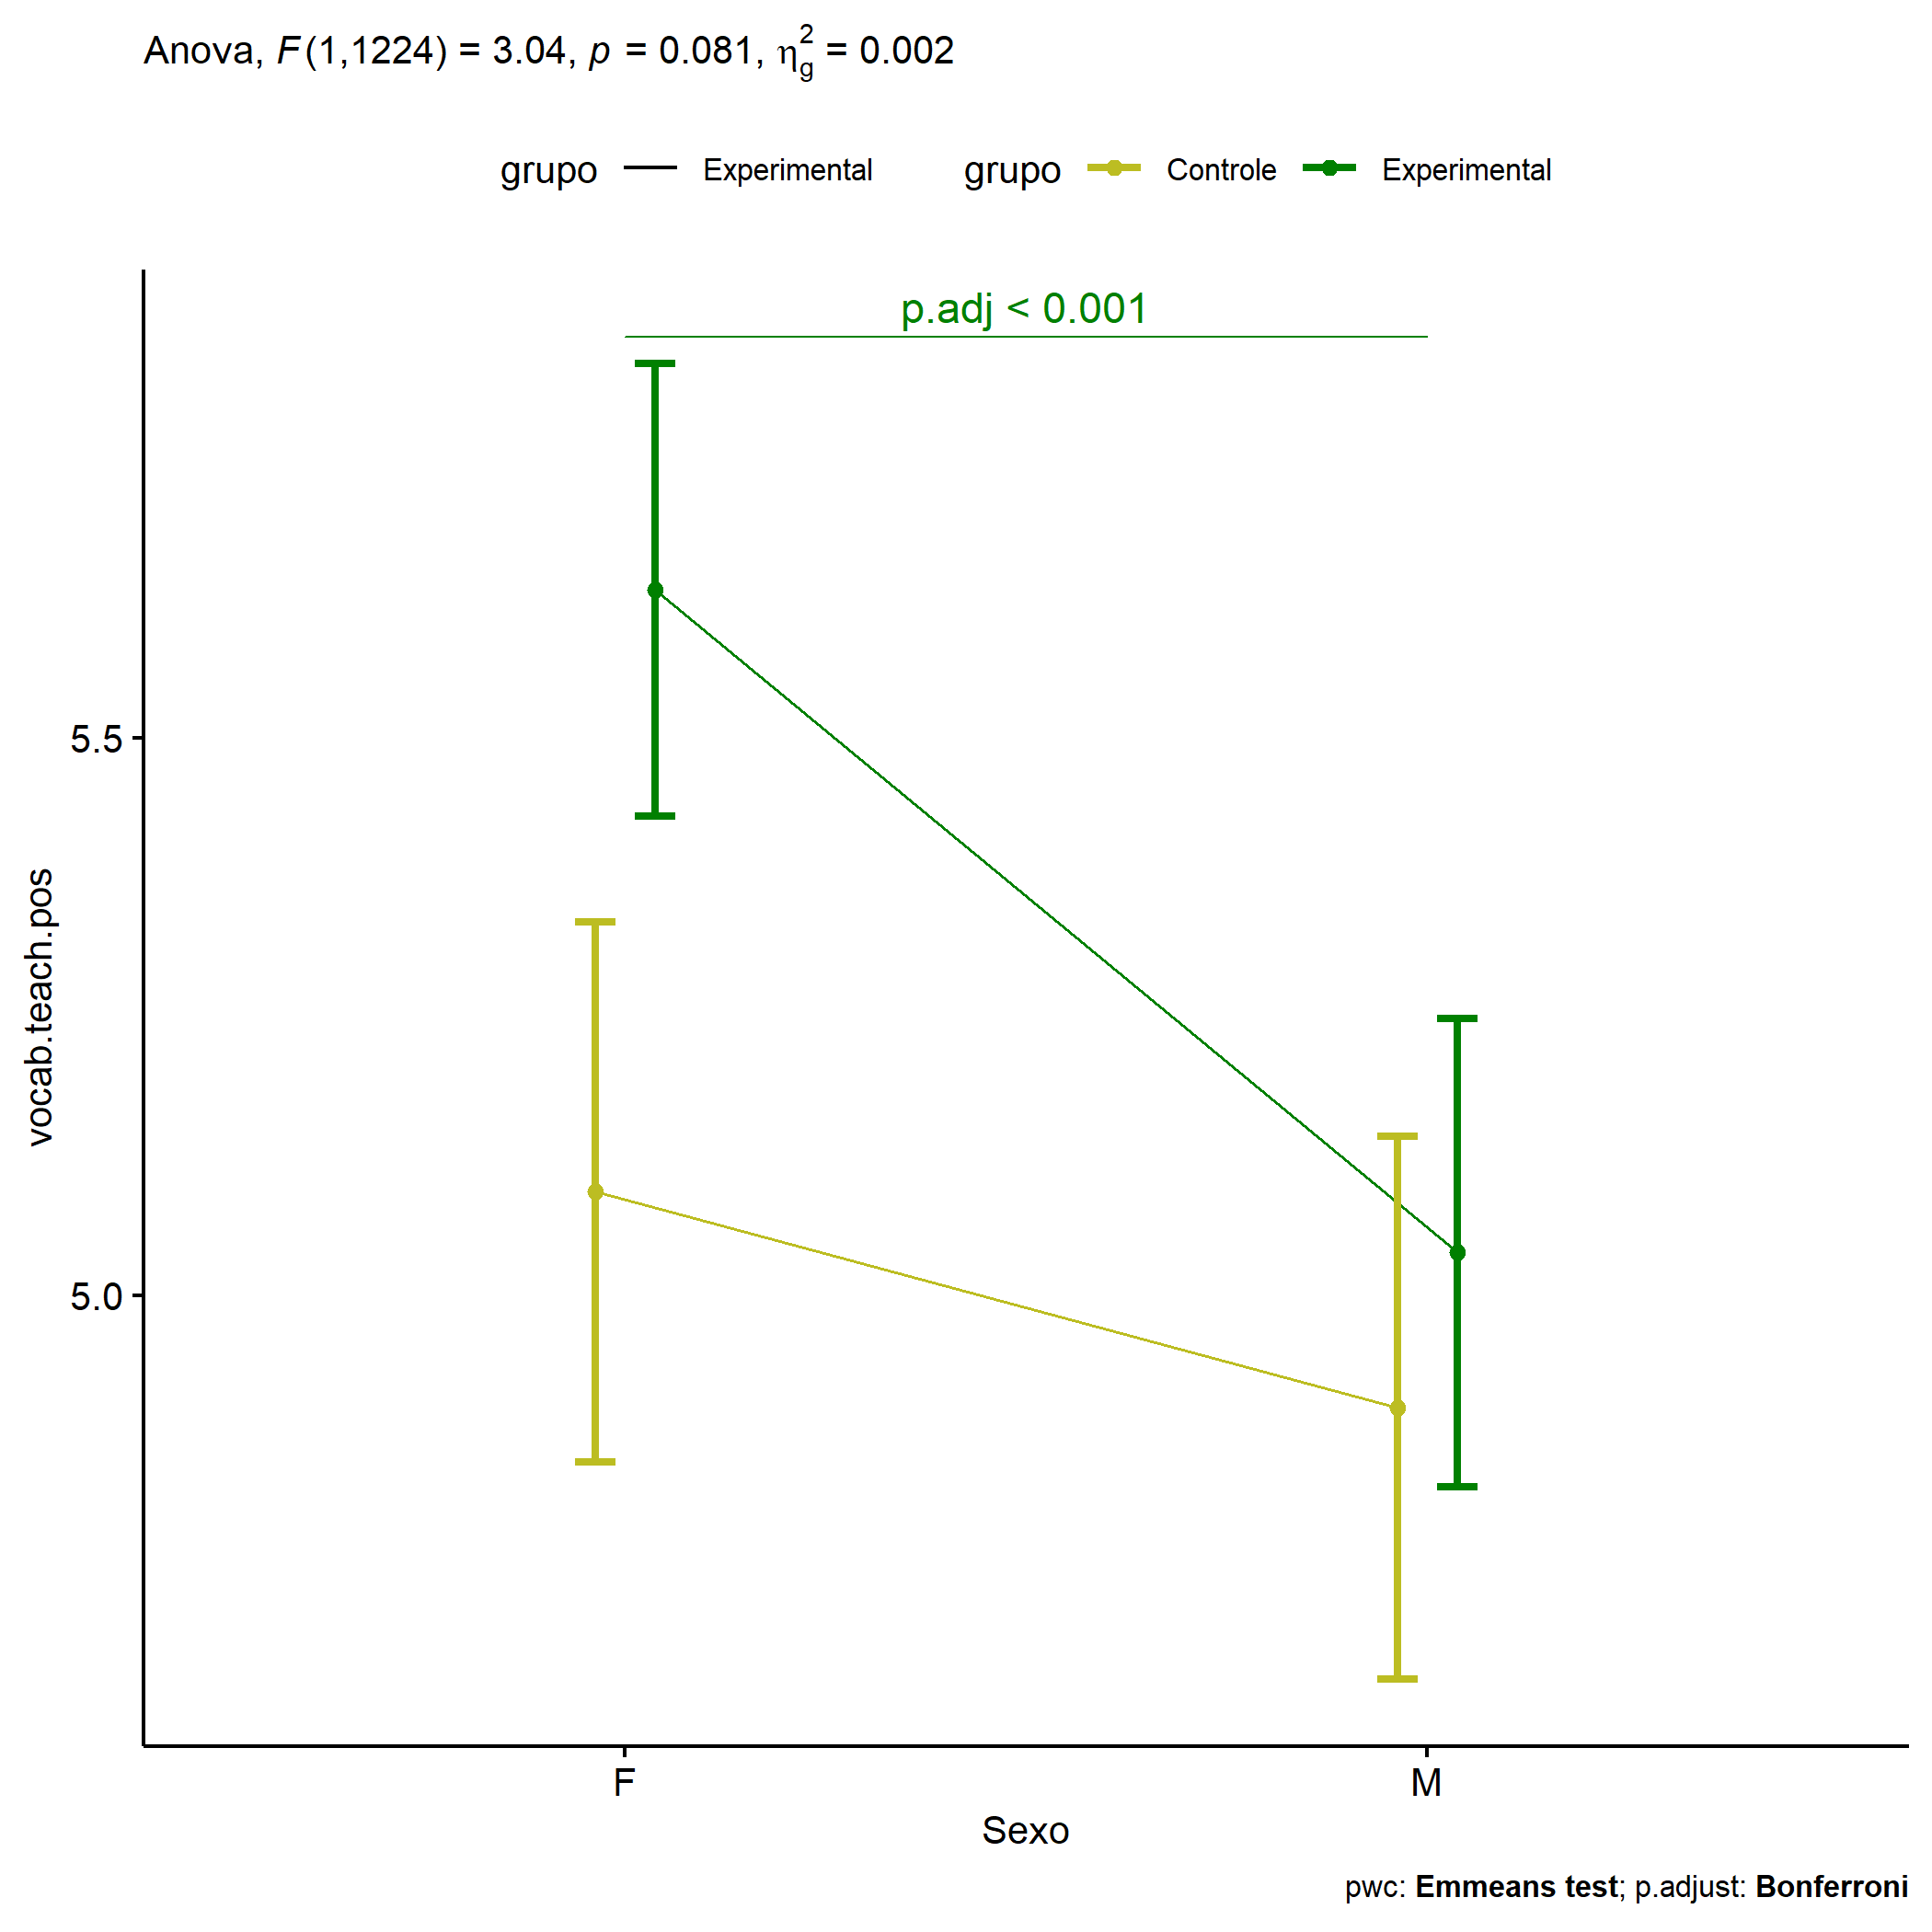 Anova, F(1,1224) = 3.04, p = 0.081, η²g = 0.002
grupo Experimental grupo Controle Experimental
p.adj < 0.001
5.5
5.0
vocab.teach.pos
F M
Sexo
pwc: Emmeans test; p.adjust: Bonferroni